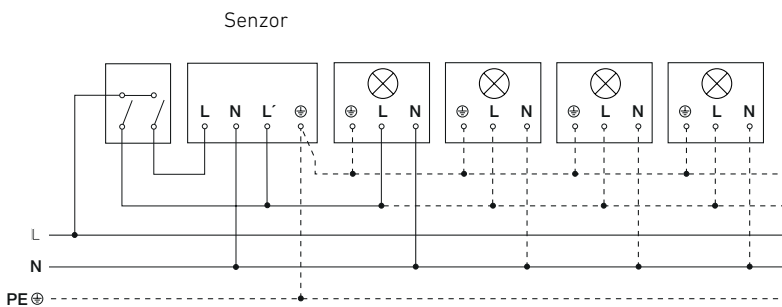 Senzor
L N L´ ⏚ ⏚ L N ⏚ L N ⏚ L N ⏚ L N
L
N
PE ⏚